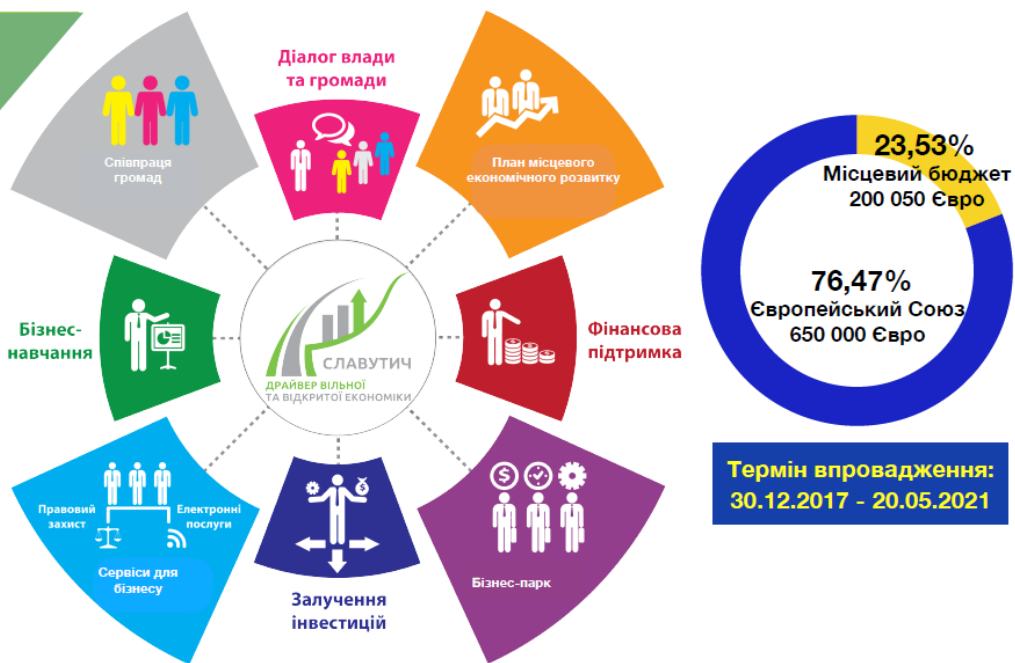 Діалог влади
та громади
Співпраця
громад
План місцевого
економічного розвитку
23,53%
Місцевий бюджет
200 050 Євро
76,47%
Європейський Союз
650 000 Євро
Бізнес-
навчання
СЛАВУТИЧ
ДРАЙВЕР ВІЛЬНОЇ
ТА ВІДКРИТОЇ ЕКОНОМІКИ
Фінансова
підтримка
Термін впровадження:
30.12.2017 - 20.05.2021
Правовий
захист
Електронні
послуги
Сервіси для
бізнесу
Залучення
інвестицій
$
$
Бізнес-парк